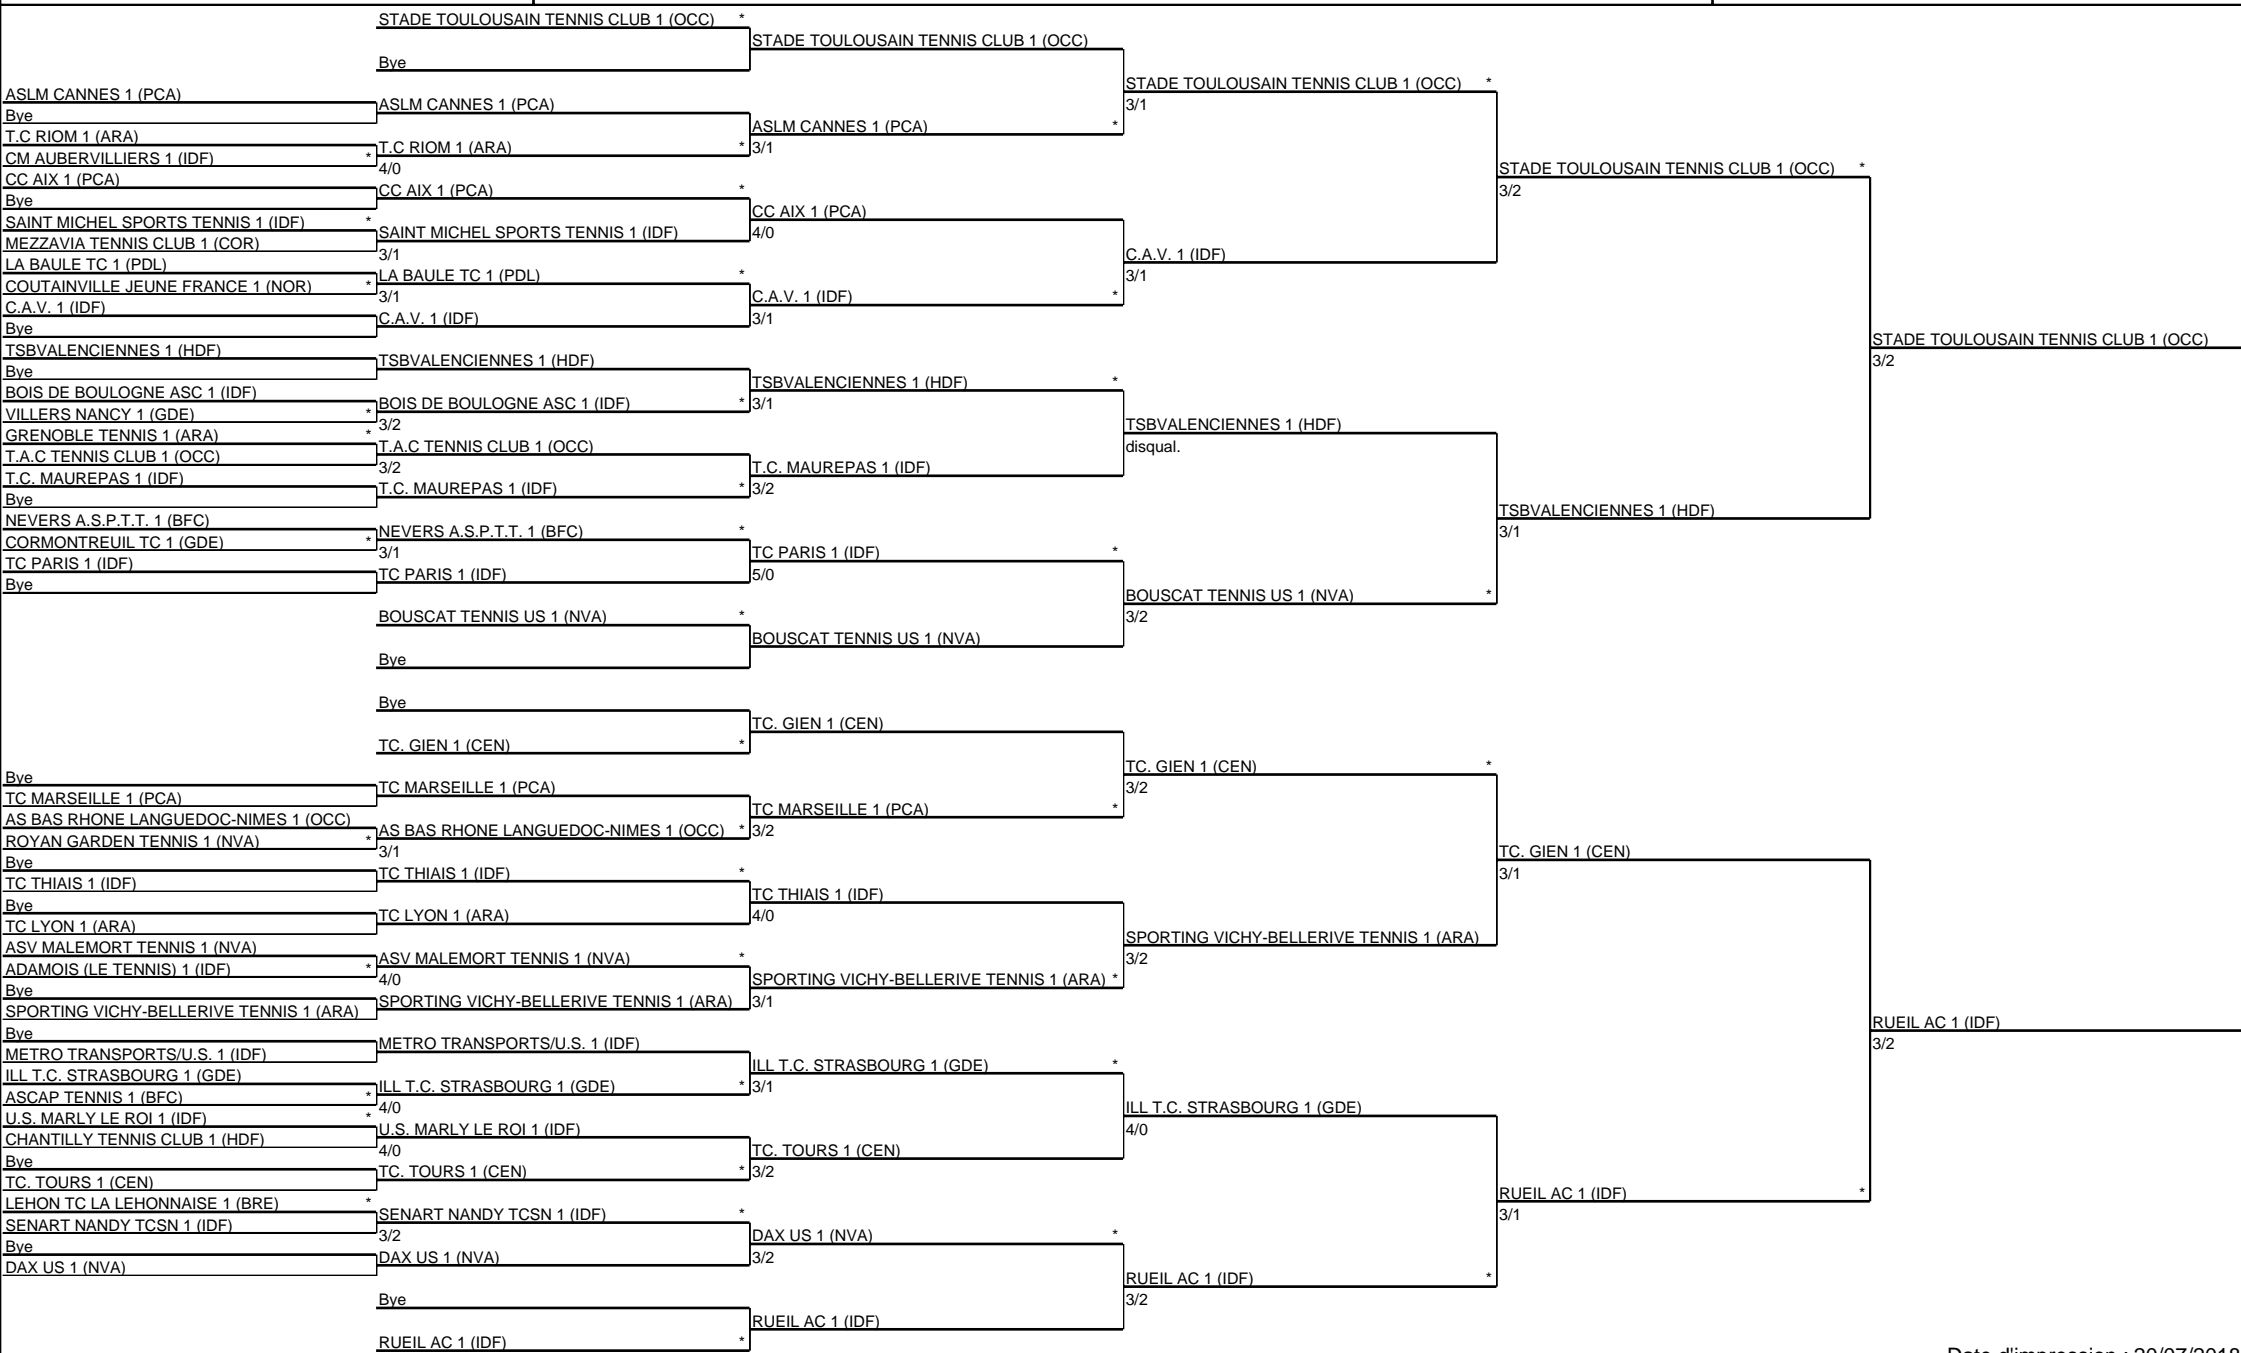 STADE TOULOUSAIN TENNIS CLUB 1 (OCC) *
Bye
ASLM CANNES 1 (PCA)
Bye
T.C RIOM 1 (ARA)
CM AUBERVILLIERS 1 (IDF) *
CC AIX 1 (PCA)
Bye
SAINT MICHEL SPORTS TENNIS 1 (IDF) *
MEZZAVIA TENNIS CLUB 1 (COR)
LA BAULE TC 1 (PDL)
COUTAINVILLE JEUNE FRANCE 1 (NOR) *
C.A.V. 1 (IDF)
Bye
TSBVALENCIENNES 1 (HDF)
Bye
BOIS DE BOULOGNE ASC 1 (IDF)
VILLERS NANCY 1 (GDE) *
GRENOBLE TENNIS 1 (ARA) *
T.A.C TENNIS CLUB 1 (OCC)
T.C. MAUREPAS 1 (IDF)
Bye
NEVERS A.S.P.T.T. 1 (BFC)
CORMONTREUIL TC 1 (GDE) *
TC PARIS 1 (IDF)
Bye
Bye
TC MARSEILLE 1 (PCA)
AS BAS RHONE LANGUEDOC-NIMES 1 (OCC)
ROYAN GARDEN TENNIS 1 (NVA) *
Bye
TC THIAIS 1 (IDF)
Bye
TC LYON 1 (ARA)
ASV MALEMORT TENNIS 1 (NVA)
ADAMOIS (LE TENNIS) 1 (IDF) *
Bye
SPORTING VICHY-BELLERIVE TENNIS 1 (ARA)
Bye
METRO TRANSPORTS/U.S. 1 (IDF)
ILL T.C. STRASBOURG 1 (GDE)
ASCAP TENNIS 1 (BFC) *
U.S. MARLY LE ROI 1 (IDF) *
CHANTILLY TENNIS CLUB 1 (HDF)
Bye
TC. TOURS 1 (CEN)
LEHON TC LA LEHONNAISE 1 (BRE) *
SENART NANDY TCSN 1 (IDF)
Bye
DAX US 1 (NVA)
ASLM CANNES 1 (PCA)
T.C RIOM 1 (ARA) *
4/0
CC AIX 1 (PCA) *
SAINT MICHEL SPORTS TENNIS 1 (IDF)
3/1
LA BAULE TC 1 (PDL) *
3/1
C.A.V. 1 (IDF)
TSBVALENCIENNES 1 (HDF)
BOIS DE BOULOGNE ASC 1 (IDF) *
3/2
T.A.C TENNIS CLUB 1 (OCC)
3/2
T.C. MAUREPAS 1 (IDF) *
NEVERS A.S.P.T.T. 1 (BFC) *
3/1
TC PARIS 1 (IDF)
BOUSCAT TENNIS US 1 (NVA) *
Bye
Bye
TC. GIEN 1 (CEN) *
TC MARSEILLE 1 (PCA)
AS BAS RHONE LANGUEDOC-NIMES 1 (OCC) *
3/1
TC THIAIS 1 (IDF) *
TC LYON 1 (ARA)
ASV MALEMORT TENNIS 1 (NVA) *
4/0
SPORTING VICHY-BELLERIVE TENNIS 1 (ARA)
METRO TRANSPORTS/U.S. 1 (IDF)
ILL T.C. STRASBOURG 1 (GDE) *
4/0
U.S. MARLY LE ROI 1 (IDF)
4/0
TC. TOURS 1 (CEN) *
SENART NANDY TCSN 1 (IDF) *
3/2
DAX US 1 (NVA)
Bye
RUEIL AC 1 (IDF) *
STADE TOULOUSAIN TENNIS CLUB 1 (OCC)
ASLM CANNES 1 (PCA) *
3/1
CC AIX 1 (PCA)
4/0
C.A.V. 1 (IDF) *
3/1
TSBVALENCIENNES 1 (HDF) *
3/1
T.C. MAUREPAS 1 (IDF)
3/2
TC PARIS 1 (IDF) *
5/0
BOUSCAT TENNIS US 1 (NVA)
TC. GIEN 1 (CEN)
TC MARSEILLE 1 (PCA) *
3/2
TC THIAIS 1 (IDF)
4/0
SPORTING VICHY-BELLERIVE TENNIS 1 (ARA) *
3/1
ILL T.C. STRASBOURG 1 (GDE) *
3/1
TC. TOURS 1 (CEN)
3/2
DAX US 1 (NVA) *
3/2
RUEIL AC 1 (IDF)
STADE TOULOUSAIN TENNIS CLUB 1 (OCC) *
3/1
C.A.V. 1 (IDF)
3/1
TSBVALENCIENNES 1 (HDF)
disqual.
BOUSCAT TENNIS US 1 (NVA) *
3/2
TC. GIEN 1 (CEN) *
3/2
SPORTING VICHY-BELLERIVE TENNIS 1 (ARA)
3/2
ILL T.C. STRASBOURG 1 (GDE)
4/0
RUEIL AC 1 (IDF) *
3/2
STADE TOULOUSAIN TENNIS CLUB 1 (OCC) *
3/2
TSBVALENCIENNES 1 (HDF)
3/1
TC. GIEN 1 (CEN)
3/1
RUEIL AC 1 (IDF) *
3/1
STADE TOULOUSAIN TENNIS CLUB 1 (OCC)
3/2
RUEIL AC 1 (IDF)
3/2
Date d'impression : 20/07/2018